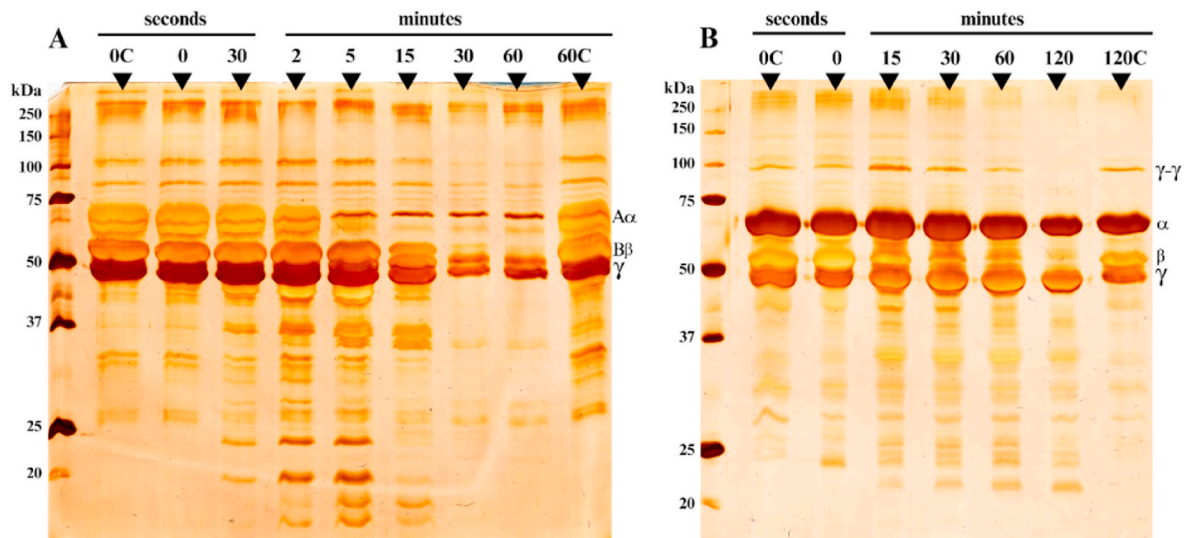 A
seconds minutes
0C 0 30 2 5 15 30 60 60C
kDa
250
150
100
75
50
37
25
20
Aα
Bβ
γ
B
seconds minutes
0C 0 15 30 60 120 120C
kDa
250
150
100
75
50
37
25
20
γ-γ
α
β
γ